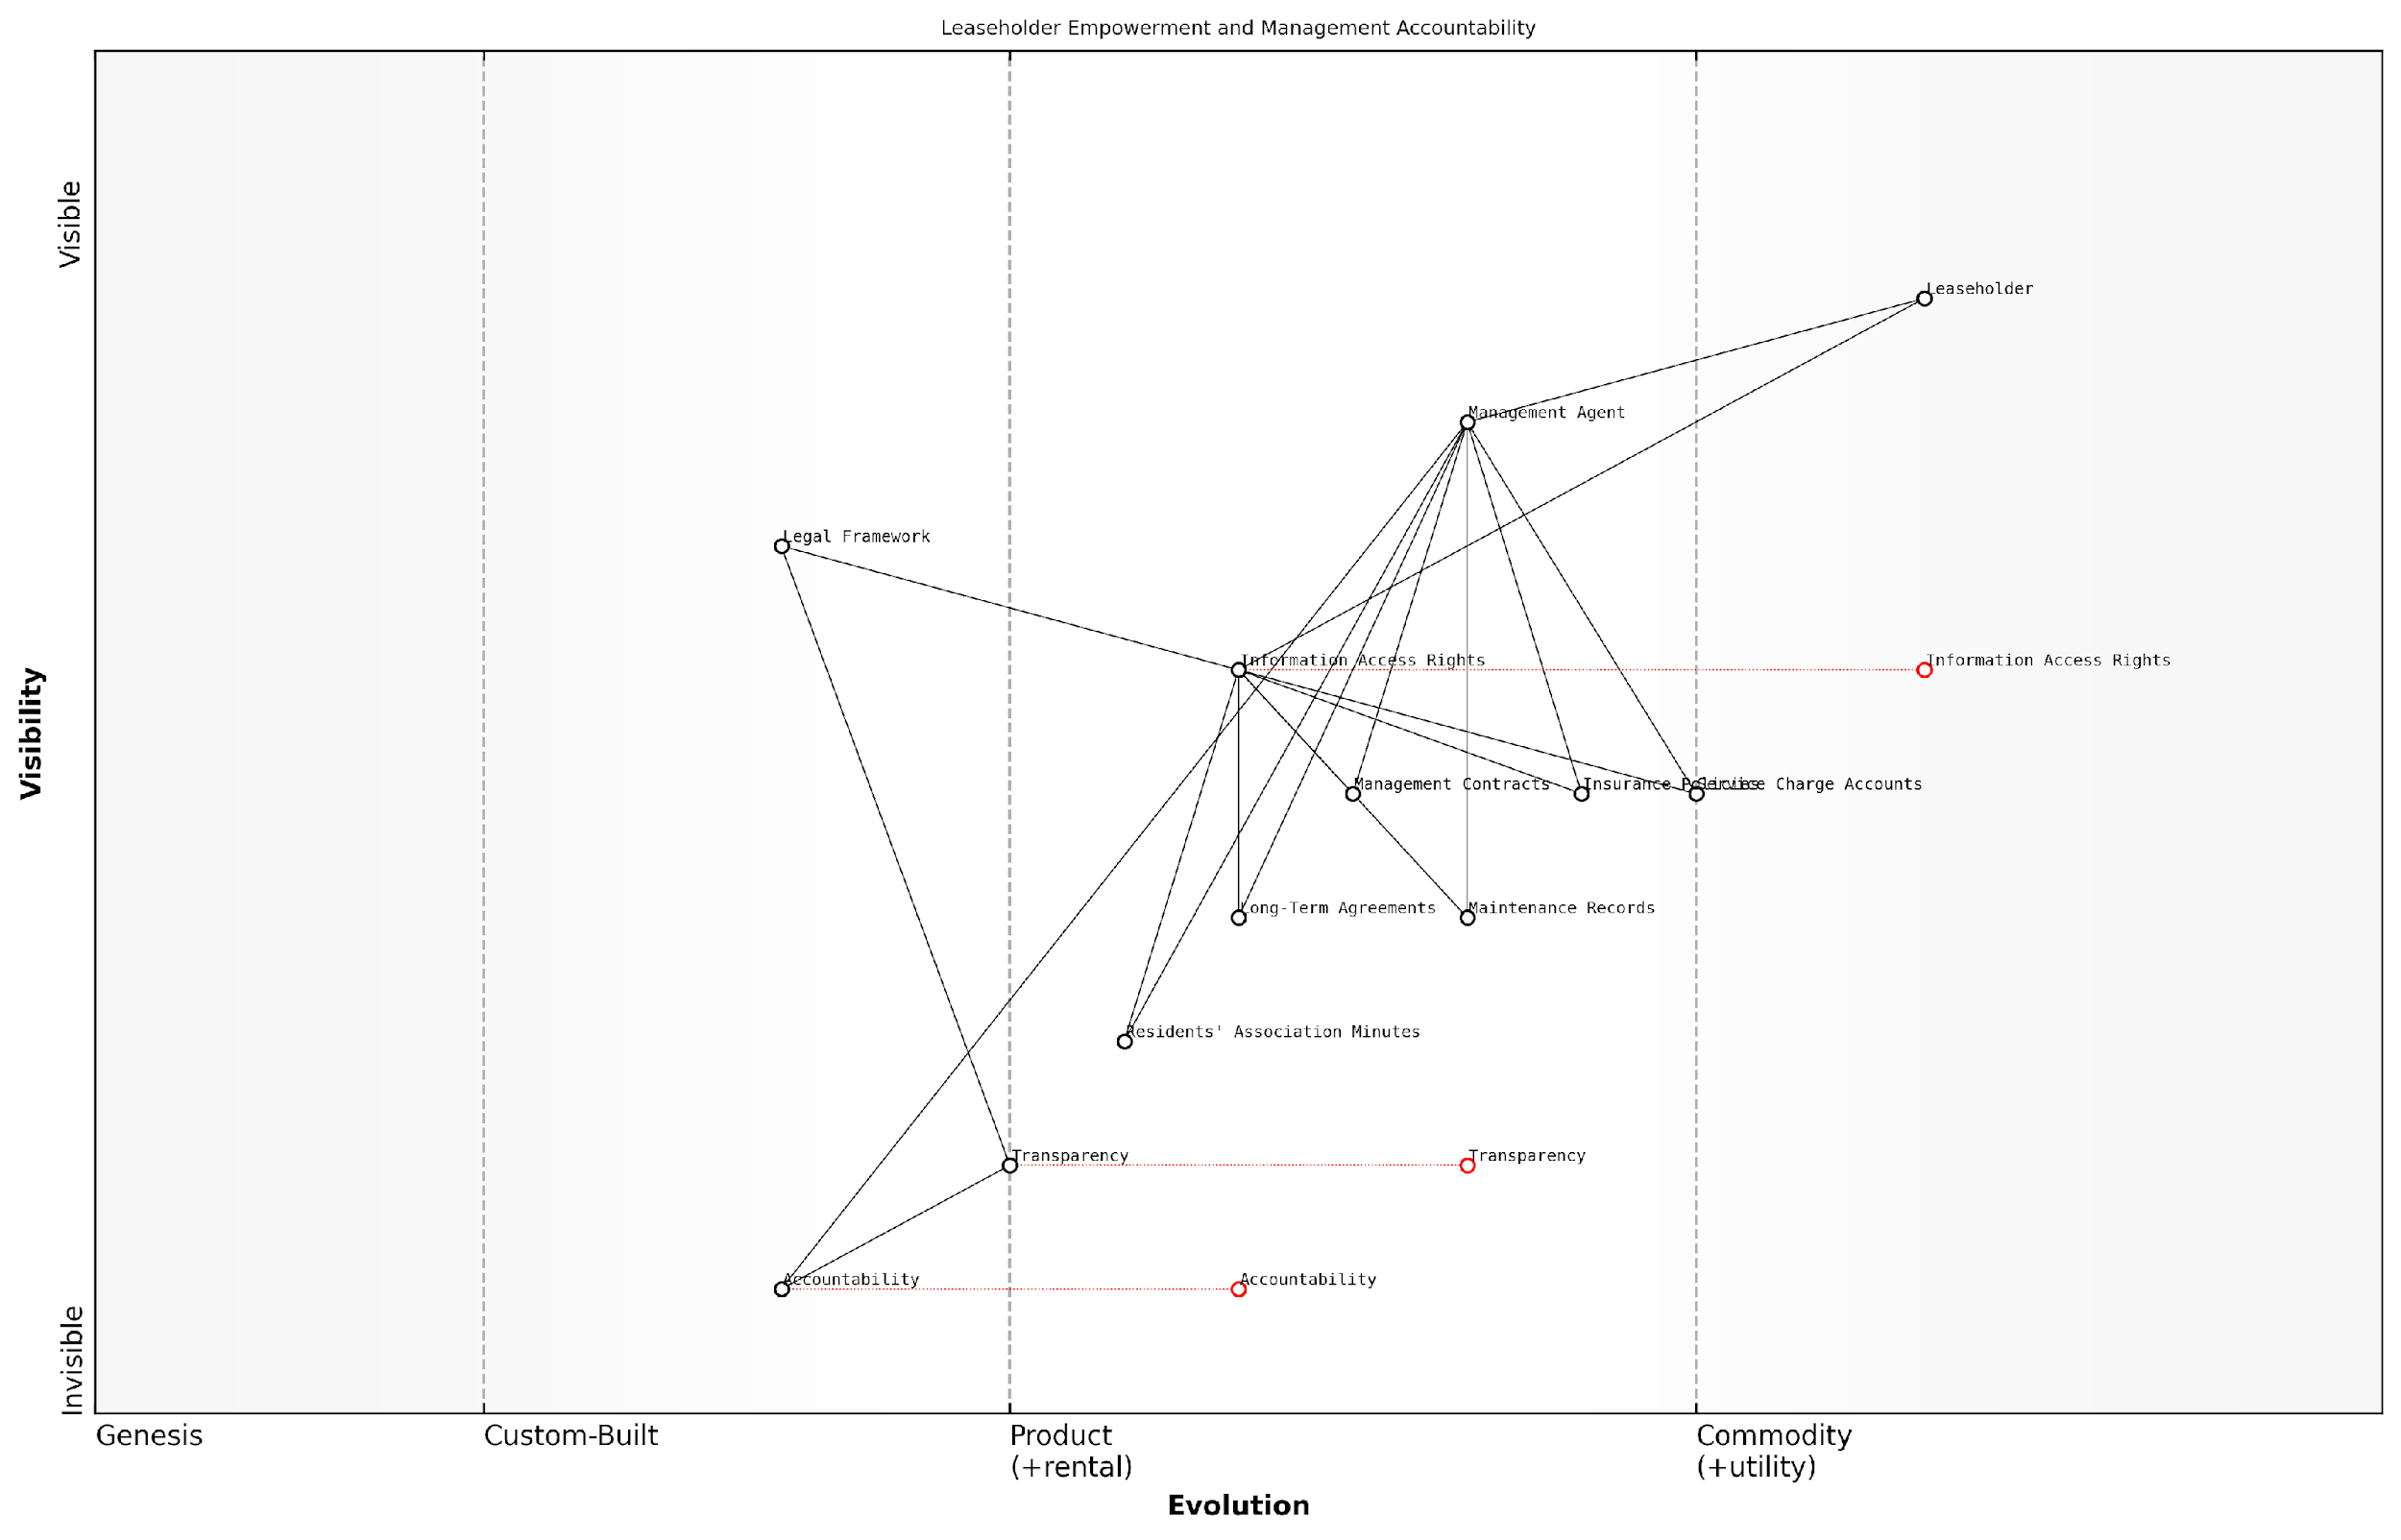 Leaseholder Empowerment and Management Accountability
Visible
Leaseholder
Management Agent
Legal Framework
Information Access Rights
Information Access Rights
Visibility
Management Contracts
Insurance Policies
Service Charge Accounts
Long-Term Agreements
Maintenance Records
Residents' Association Minutes
Transparency
Transparency
Accountability
Accountability
Invisible
Genesis
Custom-Built
Product
(+rental)
Commodity
(+utility)
Evolution